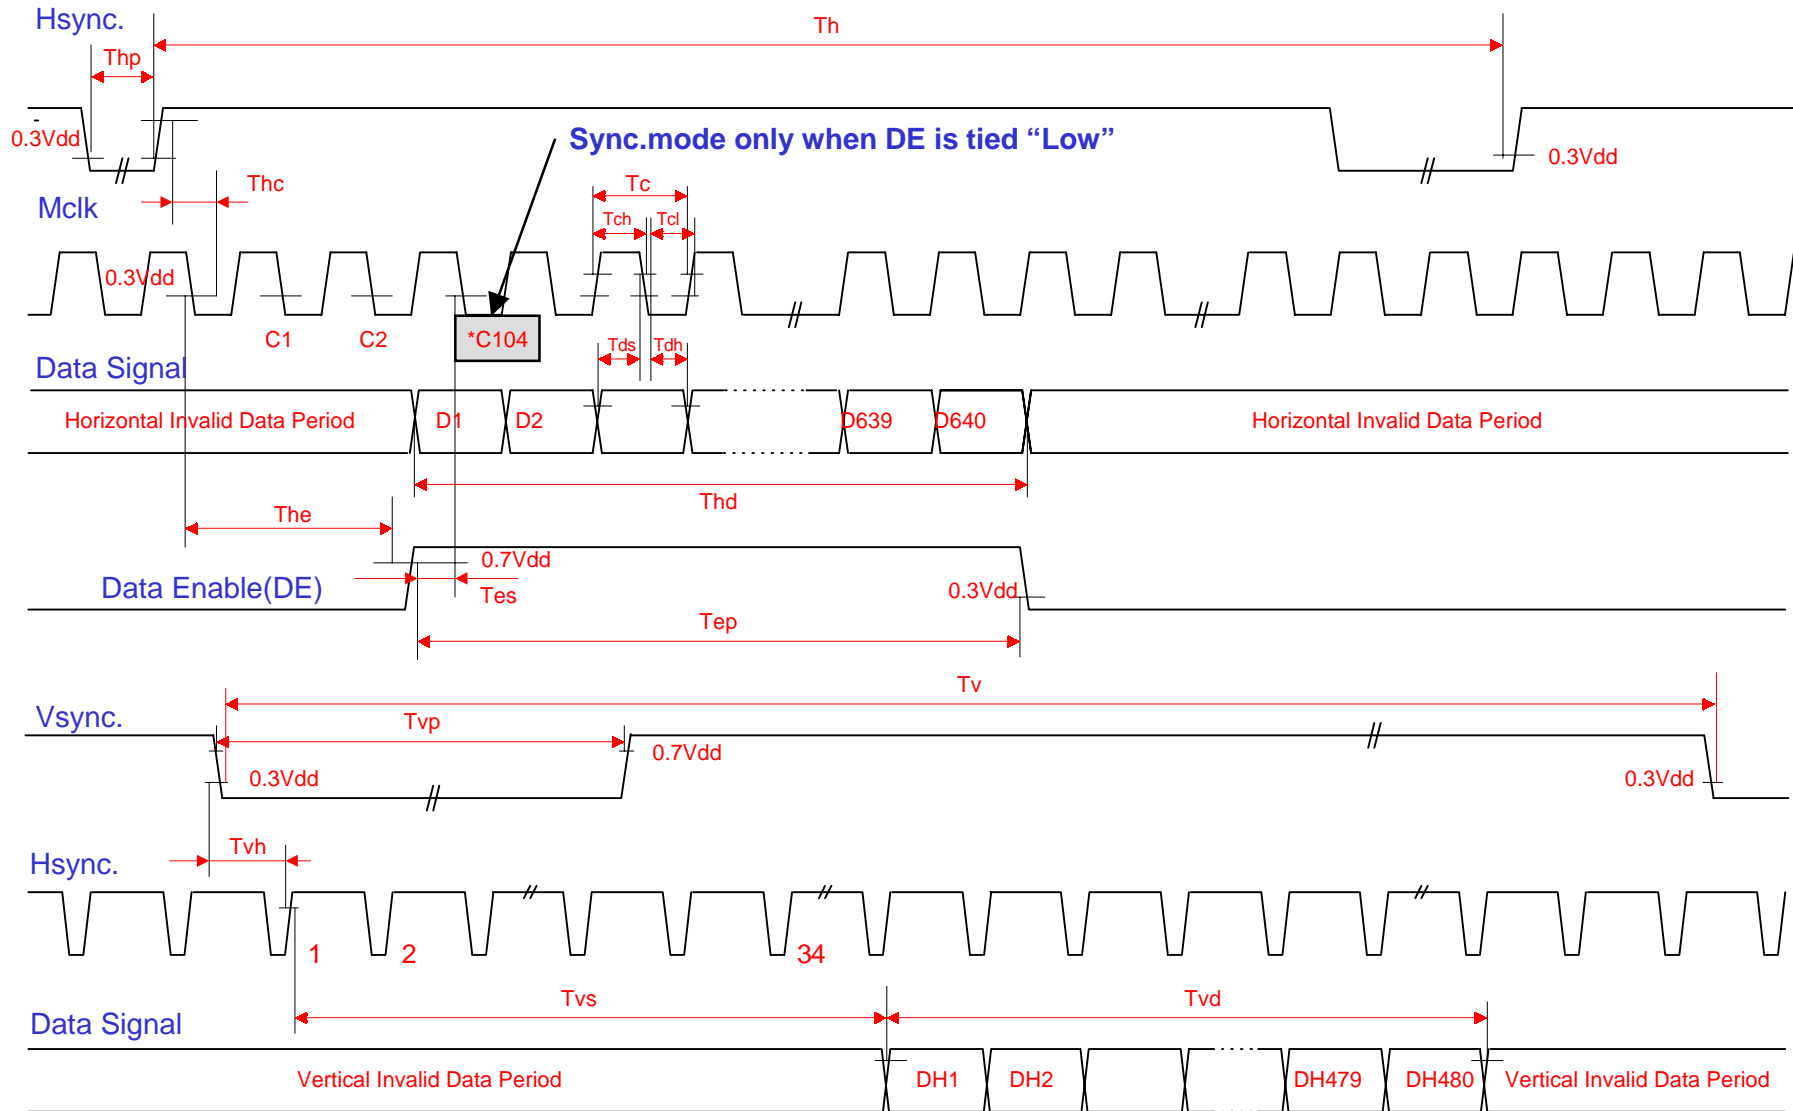 Hsync.
Th
Thp
0.3Vdd
Sync.mode only when DE is tied “Low”
0.3Vdd
Thc
Tc
Mclk
Tch
Tcl
0.3Vdd
C1
C2
*C104
Tds
Tdh
Data Signal
Horizontal Invalid Data Period
D1
D2
D639
D640
Horizontal Invalid Data Period
Thd
The
0.7Vdd
Data Enable(DE)
Tes
0.3Vdd
Tep
Tv
Vsync.
Tvp
0.7Vdd
0.3Vdd
0.3Vdd
Tvh
Hsync.
1
2
34
Tvs
Tvd
Data Signal
Vertical Invalid Data Period
DH1
DH2
DH479
DH480
Vertical Invalid Data Period